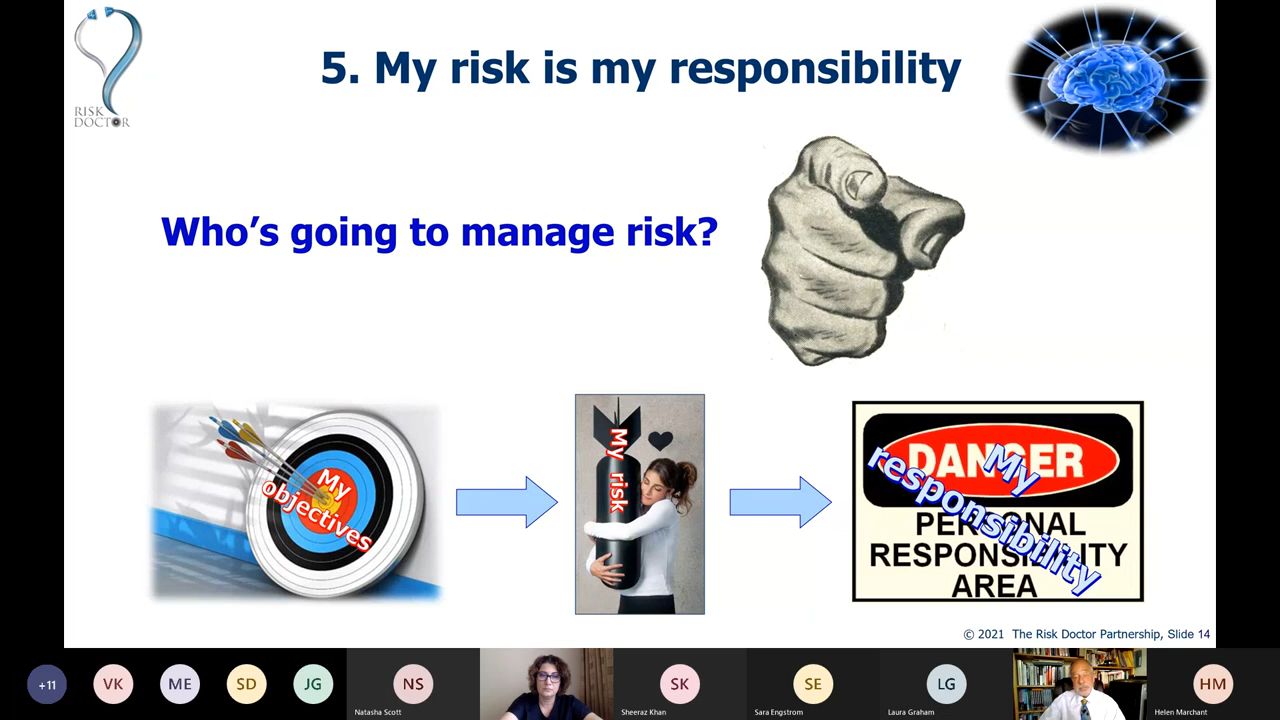 RISK
DOCTOR
5. My risk is my responsibility
Who's going to manage risk?
My
objectives
My risk
DANGER
PERSONAL
RESPONSIBILITY
AREA
My
responsibility
© 2021 The Risk Doctor Partnership, Slide 14
+11
VK
ME
SD
JG
NS
Natasha Scott
SK
Sheeraz Khan
SE
Sara Engstrom
LG
Laura Graham
HM
Helen Marchant